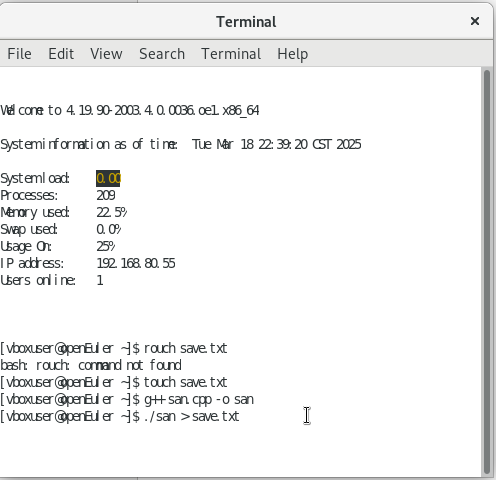 Terminal
File Edit View Search Terminal Help
Welcome to 4.19.90-2003.4.0.0036.oe1.x86_64
System information as of time: Tue Mar 18 22:39:20 CST 2025
System load: 0.00
Processes: 209
Memory used: 22.5%
Swap used: 0.0%
Usage On: 25%
IP address: 192.168.80.55
Users online: 1
[vboxuser@openEuler ~]$ rouch save.txt
bash: rouch: command not found
[vboxuser@openEuler ~]$ touch save.txt
[vboxuser@openEuler ~]$ g++ san.cpp -o san
[vboxuser@openEuler ~]$ ./san > save.txt